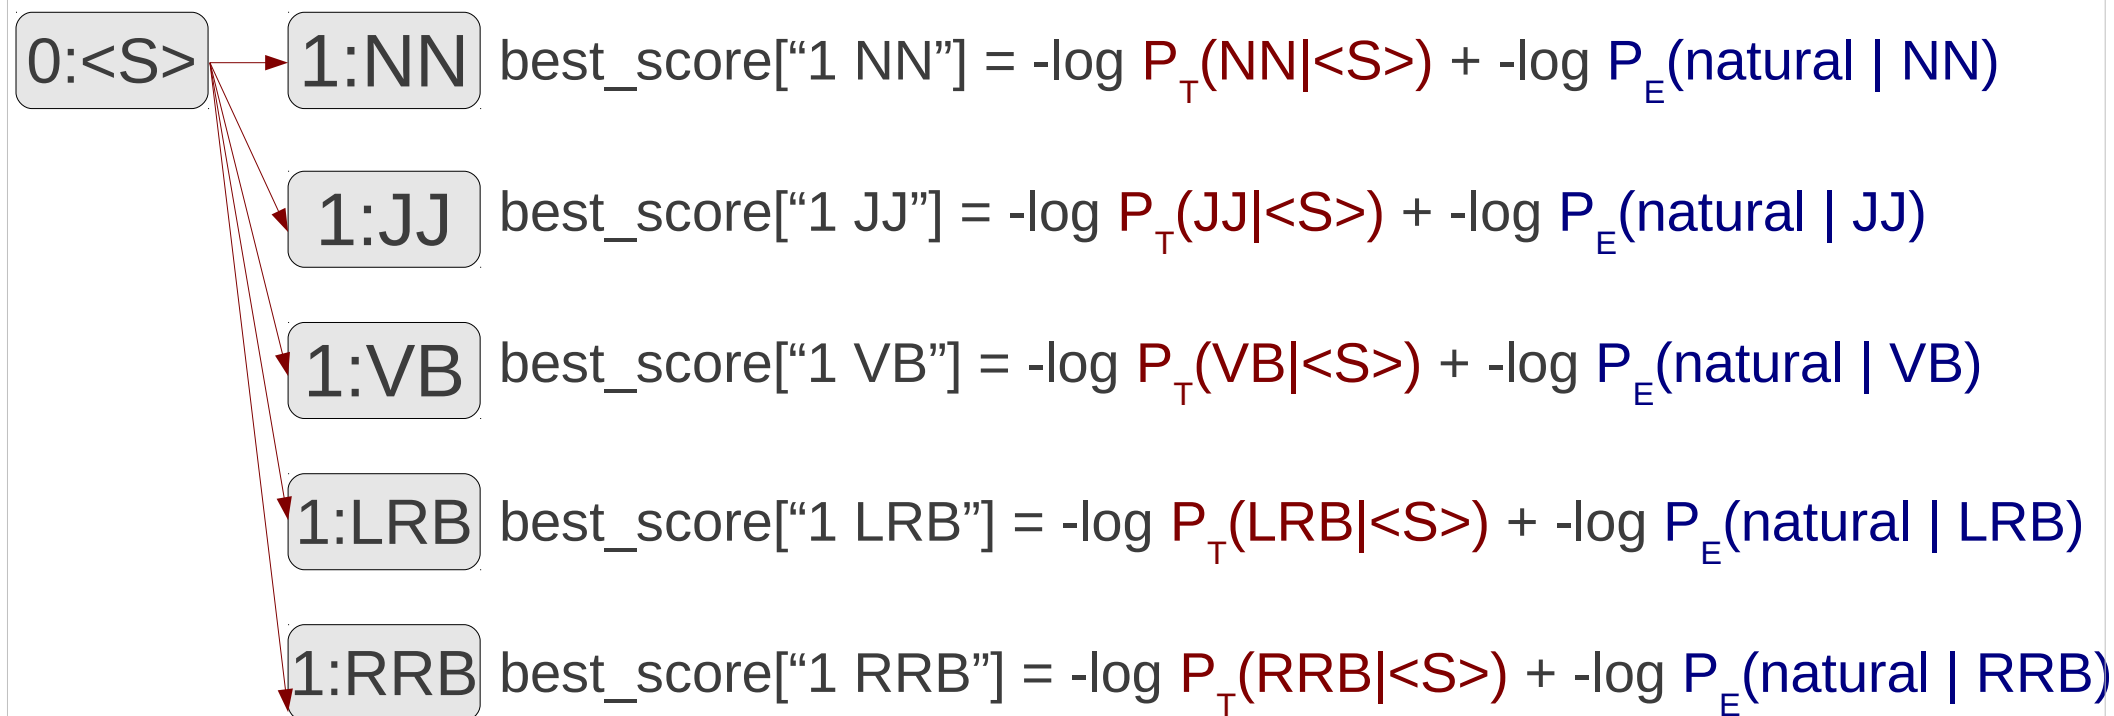 0:<S> 1:NN best_score[“1 NN”] = -log P_T(NN|<S>) + -log P_E(natural | NN)
1:JJ best_score[“1 JJ”] = -log P_T(JJ|<S>) + -log P_E(natural | JJ)
1:VB best_score[“1 VB”] = -log P_T(VB|<S>) + -log P_E(natural | VB)
1:LRB best_score[“1 LRB”] = -log P_T(LRB|<S>) + -log P_E(natural | LRB)
1:RRB best_score[“1 RRB”] = -log P_T(RRB|<S>) + -log P_E(natural | RRB)